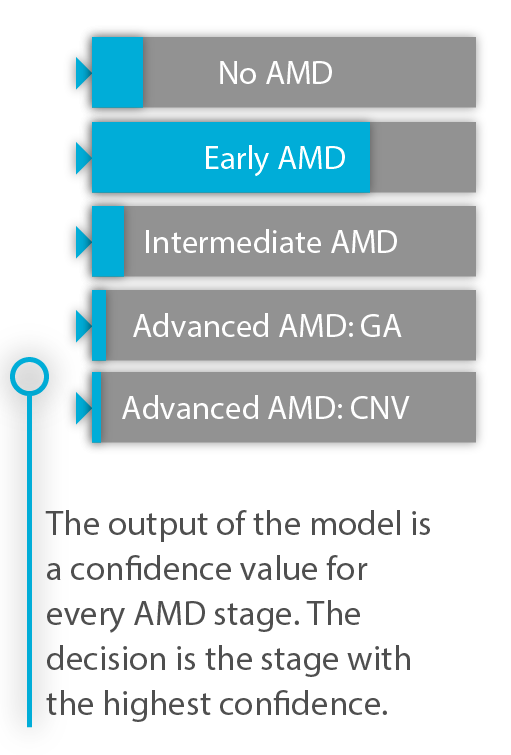 No AMD
Early AMD
Intermediate AMD
Advanced AMD: GA
Advanced AMD: CNV
The output of the model is
a confidence value for
every AMD stage. The
decision is the stage with
the highest confidence.